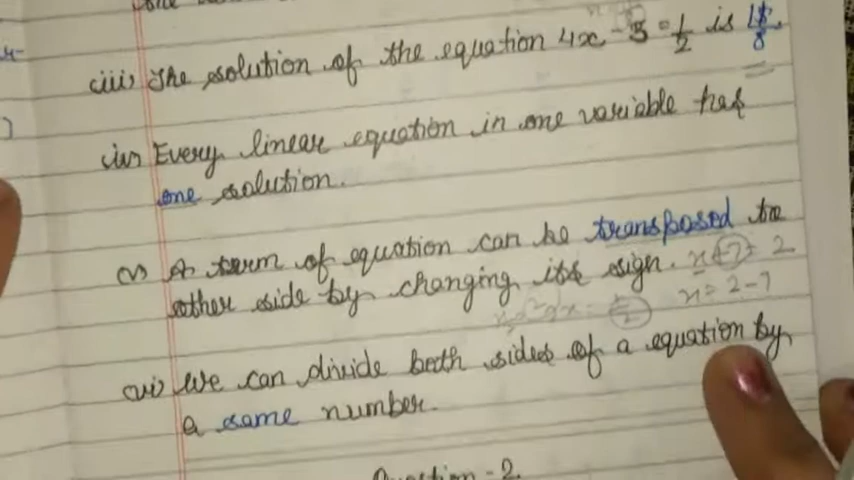 (iii) The solution of the equation 4x - 3 = 1/2 is
(iv) Every linear equation in one variable has
one solution.
(v) A term of equation can be transposed to
other side by changing its sign. x+7=2
x=2-7
(vi) We can divide both sides of a equation by
a same number.
Question - 2